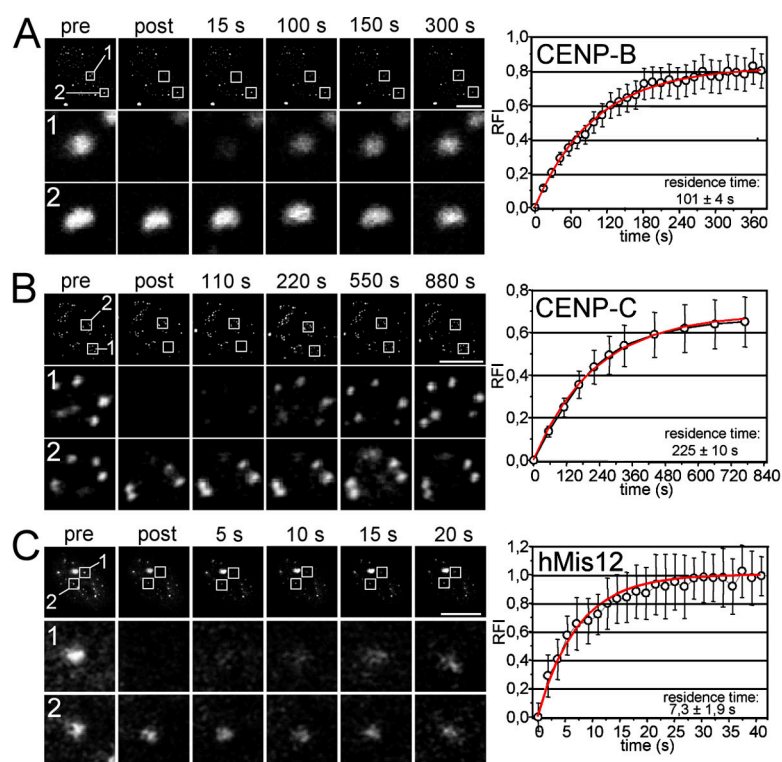 A
pre post 15 s 100 s 150 s 300 s
1
2
1
2
CENP-B
RFI
1,0
0,8
0,6
0,4
0,2
0,0
residence time:
101 ± 4 s
0 60 120 180 240 300 360
time (s)
B
pre post 110 s 220 s 550 s 880 s
2
1
1
2
CENP-C
RFI
0,8
0,6
0,4
0,2
0,0
residence time:
225 ± 10 s
0 120 240 360 480 600 720 840
time (s)
C
pre post 5 s 10 s 15 s 20 s
1
2
1
2
hMis12
RFI
1,2
1,0
0,8
0,6
0,4
0,2
0,0
residence time:
7,3 ± 1,9 s
0 5 10 15 20 25 30 35 40
time (s)